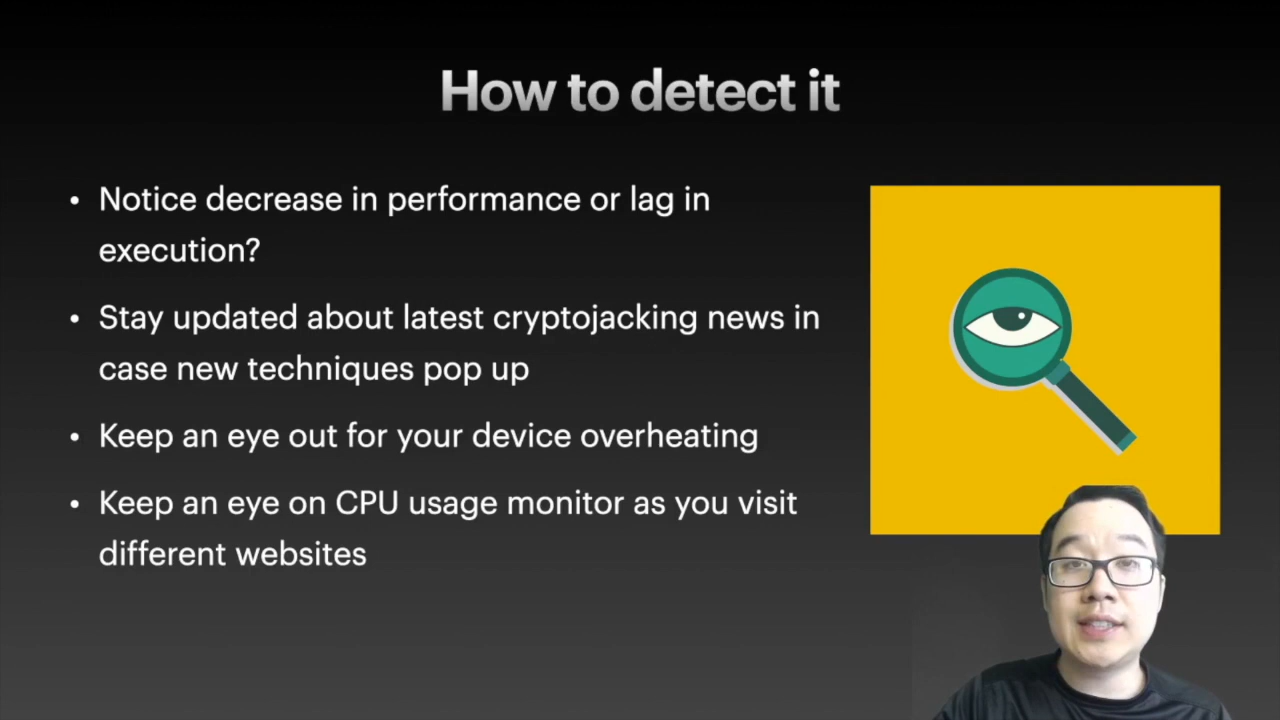 How to detect it
• Notice decrease in performance or lag in
execution?
• Stay updated about latest cryptojacking news in
case new techniques pop up
• Keep an eye out for your device overheating
• Keep an eye on CPU usage monitor as you visit
different websites